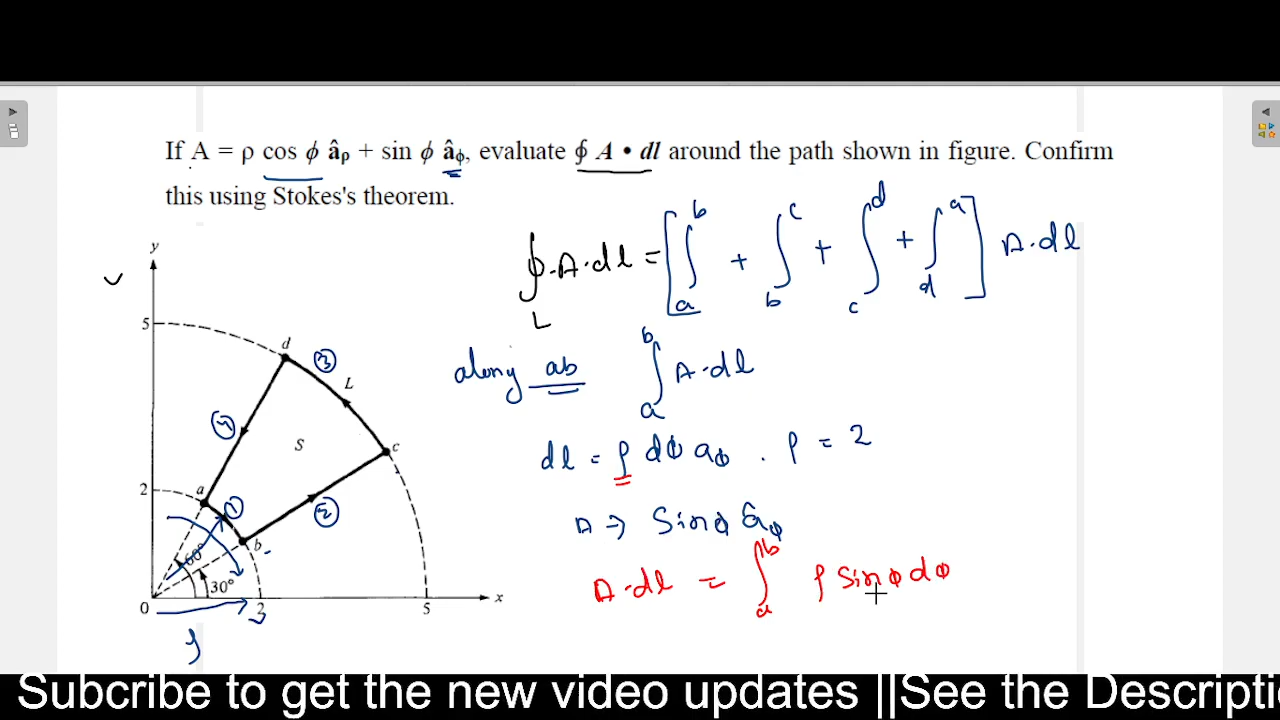 If A = ρ cos ϕ âρ + sin ϕ âϕ, evaluate ∮ A • dl around the path shown in figure. Confirm
this using Stokes's theorem.
∮L A·dl = [∫a^b + ∫b^c + ∫c^d + ∫d^a] A·dl
along ab ∫a^b A·dl
dl = ρ dϕ aϕ . ρ = 2
A ⇒ Sinϕ âϕ
A·dl = ∫a^b ρ Sinϕ dϕ
y
5
d
③
L
④
S
c
2
a
①
②
b
60°
30°
0
2
5
x
ρ
Subcribe to get the new video updates ||See the Descripti